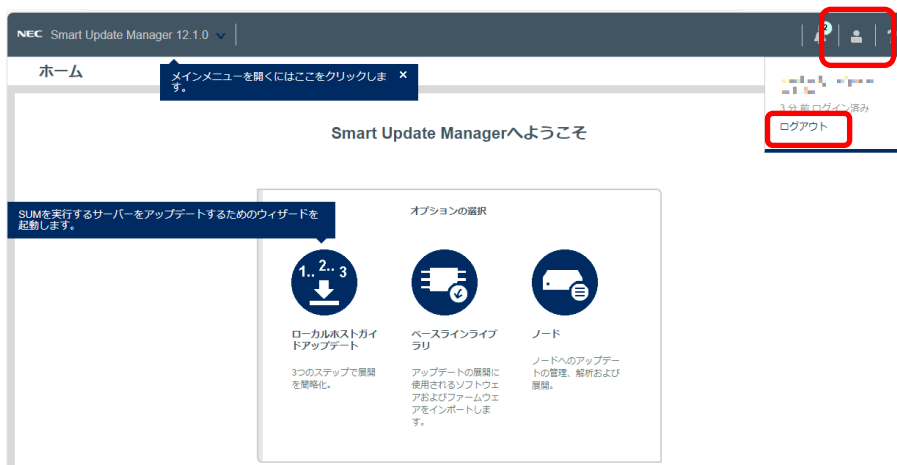 NEC Smart Update Manager 12.1.0
2
?
ホーム
メインメニューを開くにはここをクリックしま
す。
×
3 分 前 ログイン済み
ログアウト
Smart Update Managerへようこそ
SUMを実行するサーバーをアップデートするためのウィザードを
起動します。
オプションの選択
1.. 2.. 3
ローカルホストガイ
ドアップデート
3つのステップで展開
を簡略化。
ベースラインライブ
ラリ
アップデートの展開に
使用されるソフトウェ
アおよびファームウェ
アをインポートしま
す。
ノード
ノードへのアップデー
トの管理、解析および
展開。